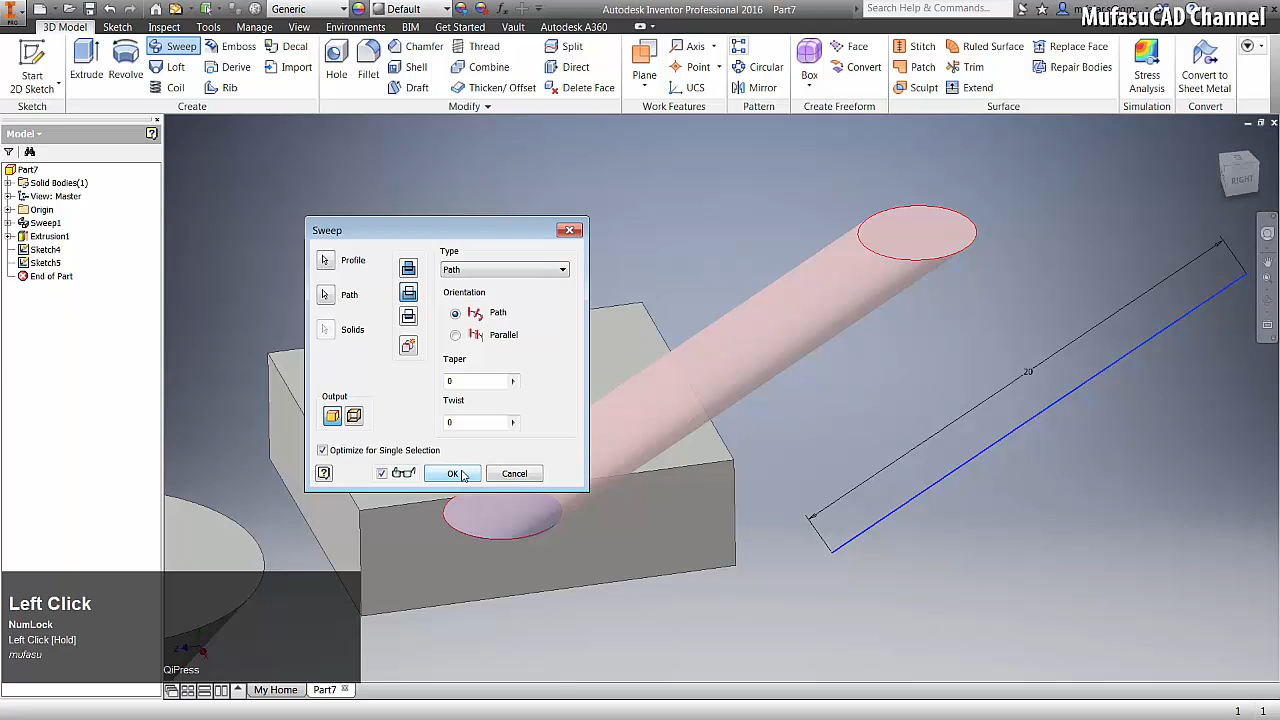 Generic
Default
Autodesk Inventor Professional 2016 Part7
Search Help & Commands...
MufasuCAD Channel
PRO
3D Model Sketch Inspect Tools Manage View Environments BIM Get Started Vault Autodesk A360
Start
2D Sketch
Sketch
Extrude
Revolve
Sweep
Loft
Coil
Emboss
Derive
Rib
Decal
Import
Create
Hole
Fillet
Chamfer
Shell
Draft
Thread
Combine
Thicken/ Offset
Split
Direct
Delete Face
Modify
Plane
Axis
Point
UCS
Work Features
Circular
Mirror
Pattern
Box
Face
Convert
Create Freeform
Stitch
Patch
Sculpt
Ruled Surface
Trim
Extend
Replace Face
Repair Bodies
Surface
Stress
Analysis
Simulation
Convert to
Sheet Metal
Convert
Model
Part7
Solid Bodies(1)
View: Master
Origin
Sweep1
Extrusion1
Sketch4
Sketch5
End of Part
RIGHT
Sweep
Profile
Path
Solids
Output
Type
Path
Orientation
Path
Parallel
Taper
0
Twist
0
Optimize for Single Selection
OK
Cancel
20
Left Click
NumLock
Left Click [Hold]
mufasu
QiPress
My Home
Part7
1 1